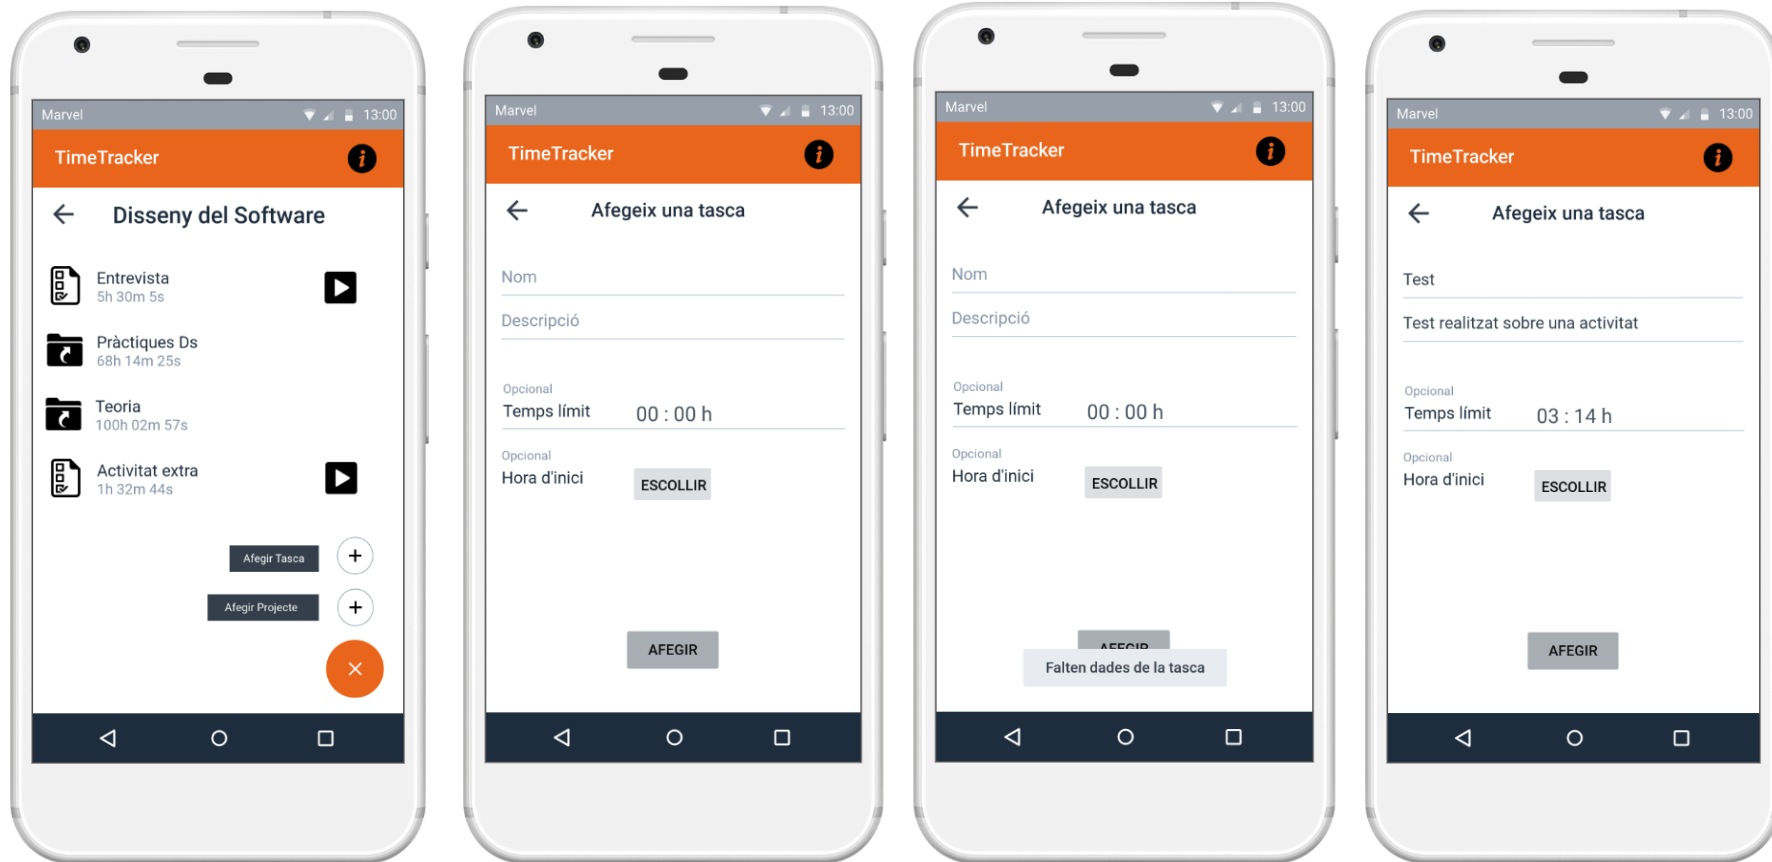 Marvel 13:00
TimeTracker
Disseny del Software
Entrevista
5h 30m 5s
Pràctiques Ds
68h 14m 25s
Teoria
100h 02m 57s
Activitat extra
1h 32m 44s
Afegir Tasca
Afegir Projecte
Marvel 13:00
TimeTracker
Afegeix una tasca
Nom
Descripció
Opcional
Temps límit 00 : 00 h
Opcional
Hora d'inici ESCOLLIR
AFEGIR
Marvel 13:00
TimeTracker
Afegeix una tasca
Nom
Descripció
Opcional
Temps límit 00 : 00 h
Opcional
Hora d'inici ESCOLLIR
AFEGIR
Falten dades de la tasca
Marvel 13:00
TimeTracker
Afegeix una tasca
Test
Test realitzat sobre una activitat
Opcional
Temps límit 03 : 14 h
Opcional
Hora d'inici ESCOLLIR
AFEGIR